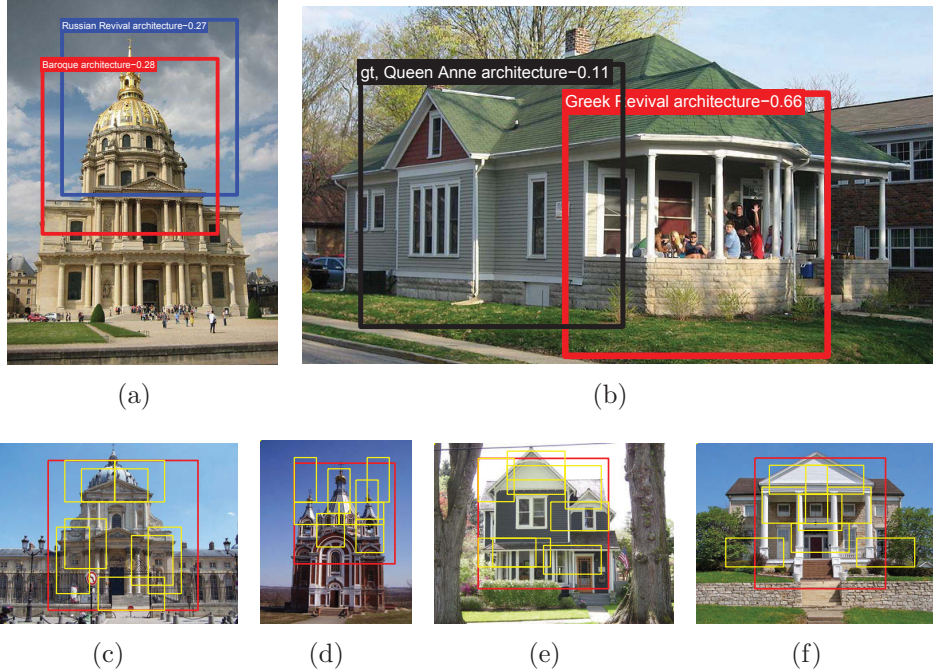 Russian Revival architecture−0.27
Baroque architecture−0.28
gt, Queen Anne architecture−0.11
Greek Revival architecture−0.66
(a)
(b)
(c)
(d)
(e)
(f)